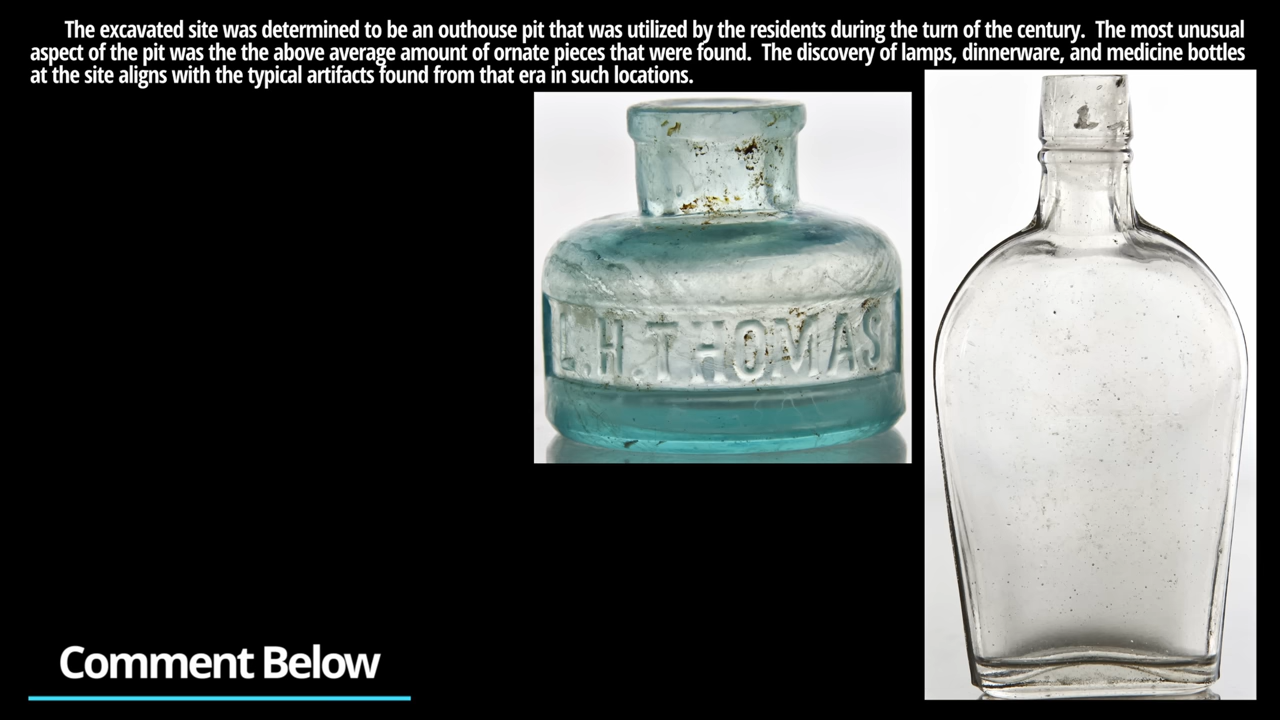 The excavated site was determined to be an outhouse pit that was utilized by the residents during the turn of the century. The most unusual
aspect of the pit was the the above average amount of ornate pieces that were found. The discovery of lamps, dinnerware, and medicine bottles
at the site aligns with the typical artifacts found from that era in such locations.
L.H.THOMAS
Comment Below